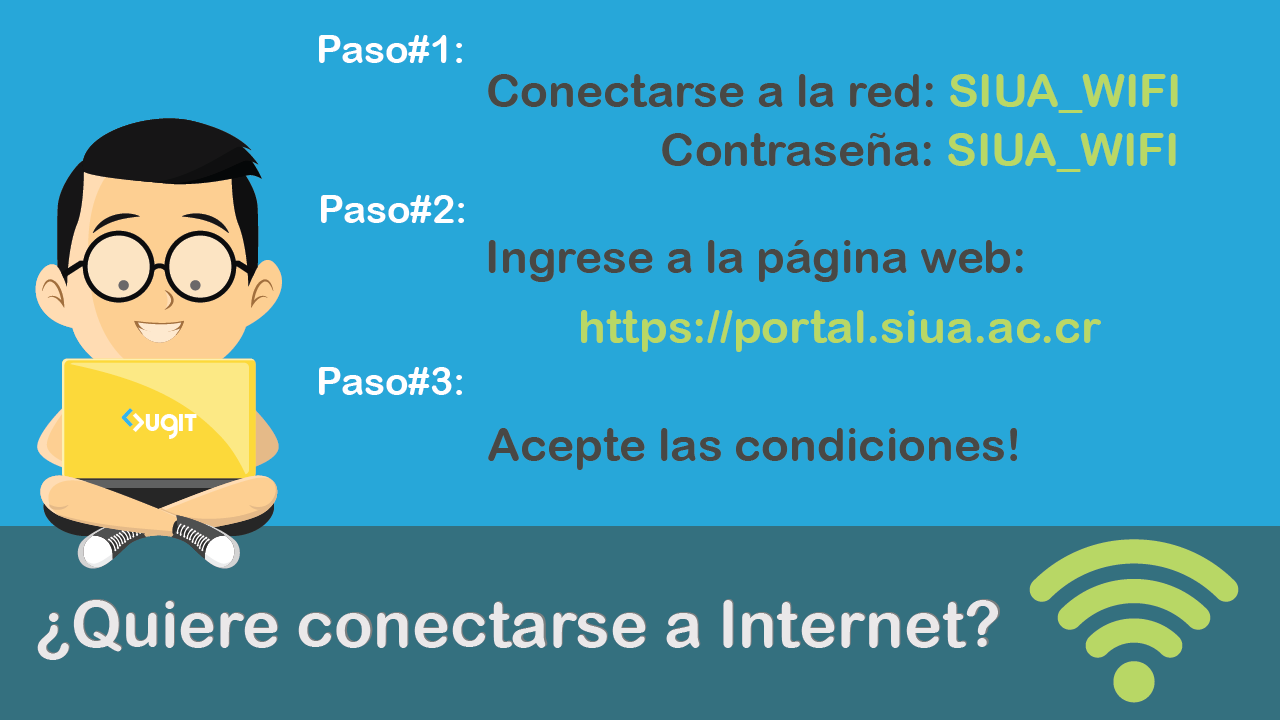 Paso#1:
Conectarse a la red: SIUA_WIFI
Contraseña: SIUA_WIFI
Paso#2:
Ingrese a la página web:
https://portal.siua.ac.cr
Paso#3:
Acepte las condiciones!
UGIT
¿Quiere conectarse a Internet?